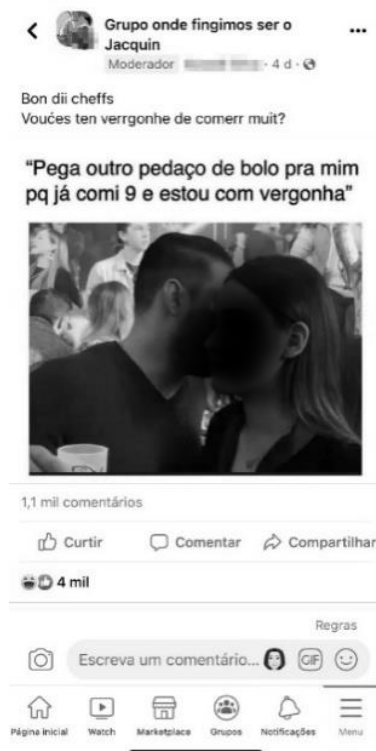 Grupo onde fingimos ser o
Jacquin
Moderador · 4 d ·
Bon dii cheffs
Voućes ten verrgonhe de comerr muit?
"Pega outro pedaço de bolo pra mim
pq já comi 9 e estou com vergonha"
1,1 mil comentários
Curtir Comentar Compartilhar
4 mil
Regras
Escreva um comentário... GIF
Página inicial Watch Marketplace Grupos Notificações Menu